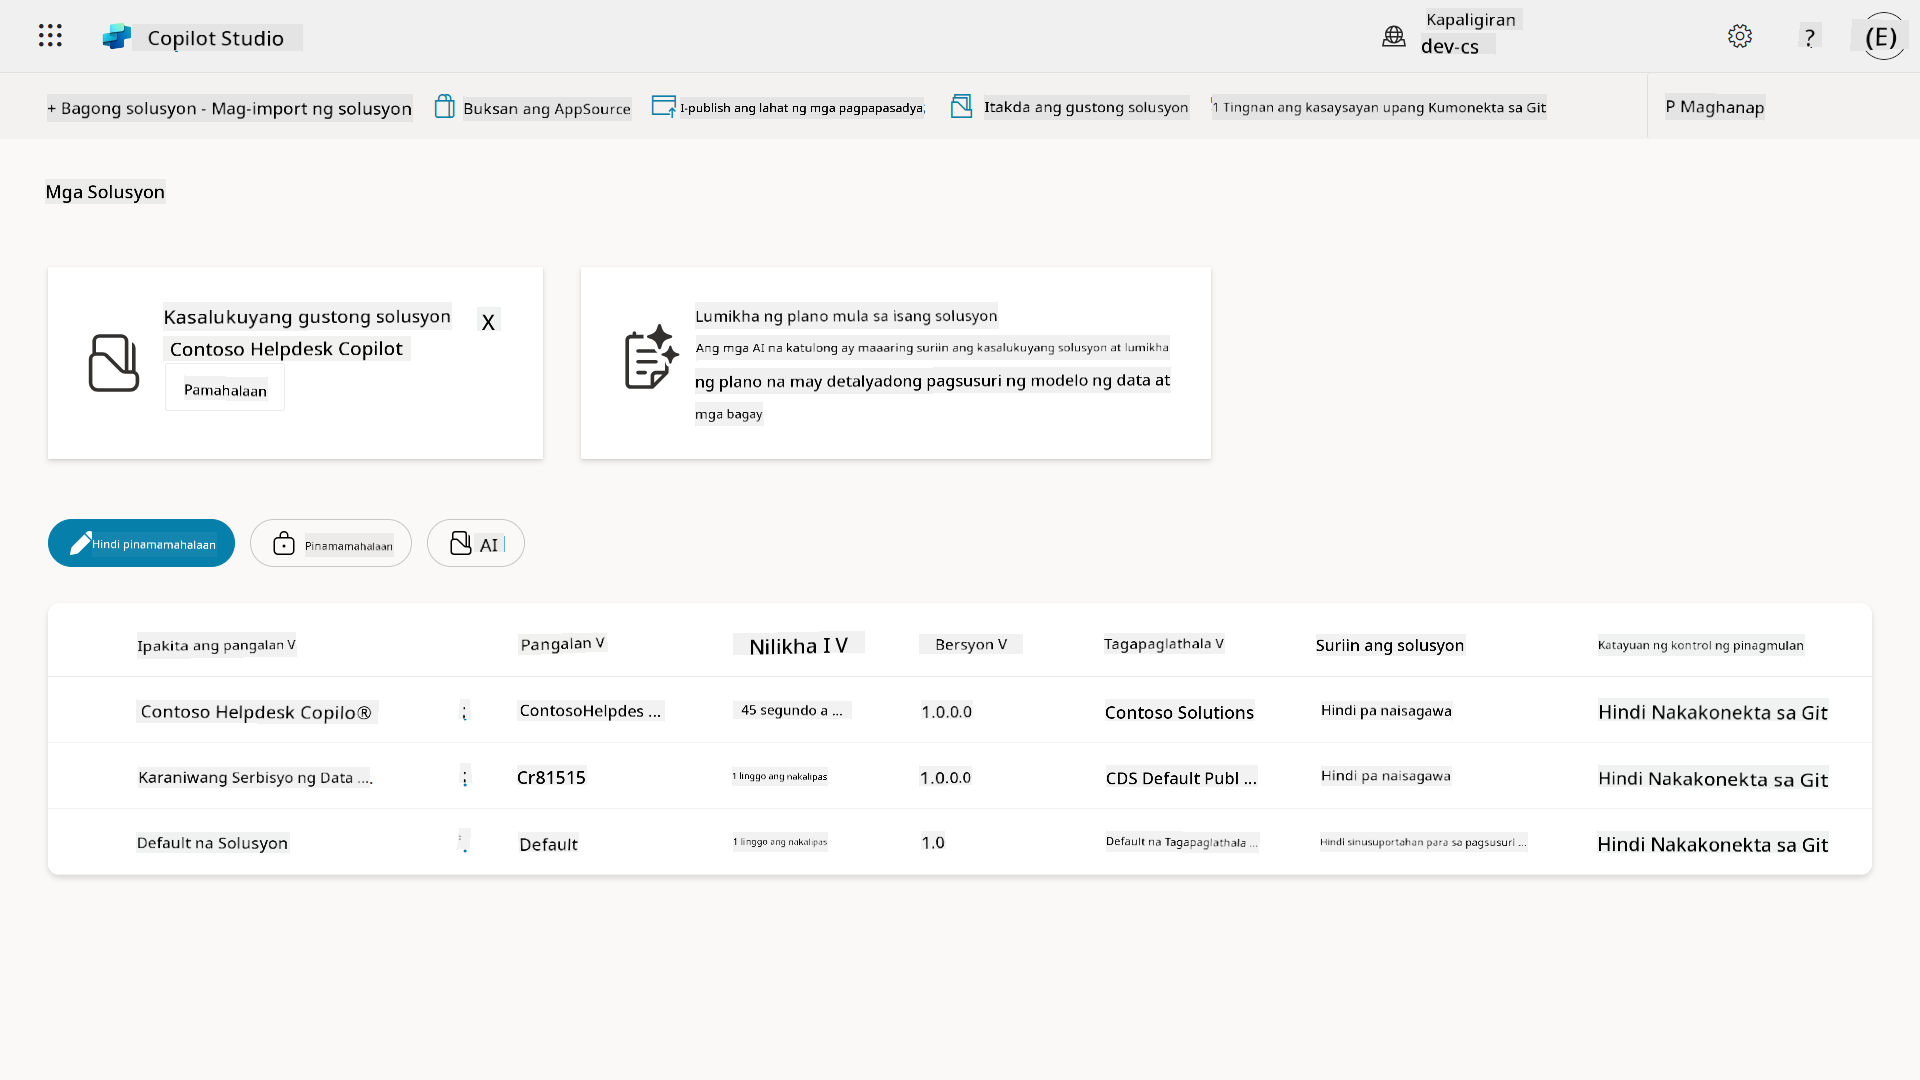 Copilot Studio
Kapaligiran
dev-cs
?
(E)
+ Bagong solusyon - Mag-import ng solusyon
Buksan ang AppSource
I-publish ang lahat ng mga pagpapasadya
Itakda ang gustong solusyon
1 Tingnan ang kasaysayan upang Kumonekta sa Git
P Maghanap
Mga Solusyon
Kasalukuyang gustong solusyon
X
Contoso Helpdesk Copilot
Pamahalaan
Lumikha ng plano mula sa isang solusyon
Ang mga AI na katulong ay maaaring suriin ang kasalukuyang solusyon at lumikha
ng plano na may detalyadong pagsusuri ng modelo ng data at
mga bagay
Hindi pinamamahalaan
Pinamamahalaan
AI
Ipakita ang pangalan V
Pangalan V
Nilikha I V
Bersyon V
Tagapaglathala V
Suriin ang solusyon
Katayuan ng kontrol ng pinagmulan
Contoso Helpdesk Copilo®
ContosoHelpdes ...
45 segundo a ...
1.0.0.0
Contoso Solutions
Hindi pa naisagawa
Hindi Nakakonekta sa Git
Karaniwang Serbisyo ng Data ....
Cr81515
1 linggo ang nakalipas
1.0.0.0
CDS Default Publ ...
Hindi pa naisagawa
Hindi Nakakonekta sa Git
Default na Solusyon
Default
1 linggo ang nakalipas
1.0
Default na Tagapaglathala ...
Hindi sinusuportahan para sa pagsusuri ...
Hindi Nakakonekta sa Git